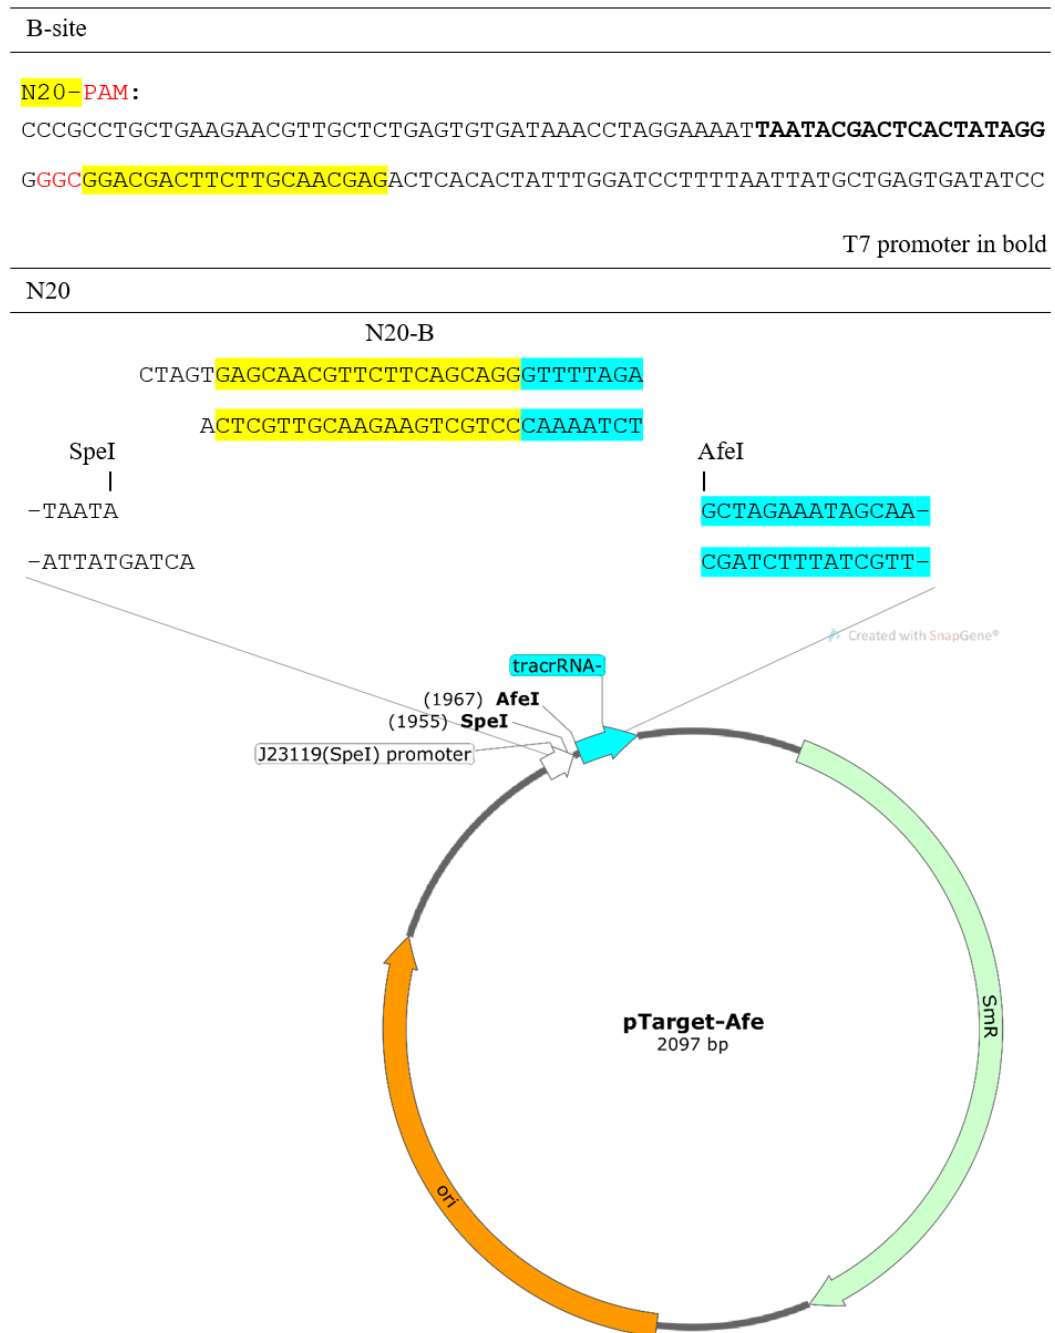 B-site
N20-PAM:
CCCGCCTGCTGAAGAACGTTGCTCTGAGTGTGATAAACCTAGGAAAATTAATACGACTCACTATAGG
GGGCGGACGACTTCTTGCAACGAGACTCACACTATTTGGATCCTTTTAATTATGCTGAGTGATATCC
T7 promoter in bold
N20
N20-B
CTAGTGAGCAACGTTCTTCAGCAGGGTTTTAGA
ACTCGTTGCAAGAAGTCGTCCCAAAATCT
SpeI AfeI
-TAATA GCTAGAAATAGCAA-
-ATTATGATCA CGATCTTTATCGTT-
Created with SnapGene®
tracrRNA-
(1967) AfeI
(1955) SpeI
J23119(SpeI) promoter
SmR
pTarget-Afe
2097 bp
ori